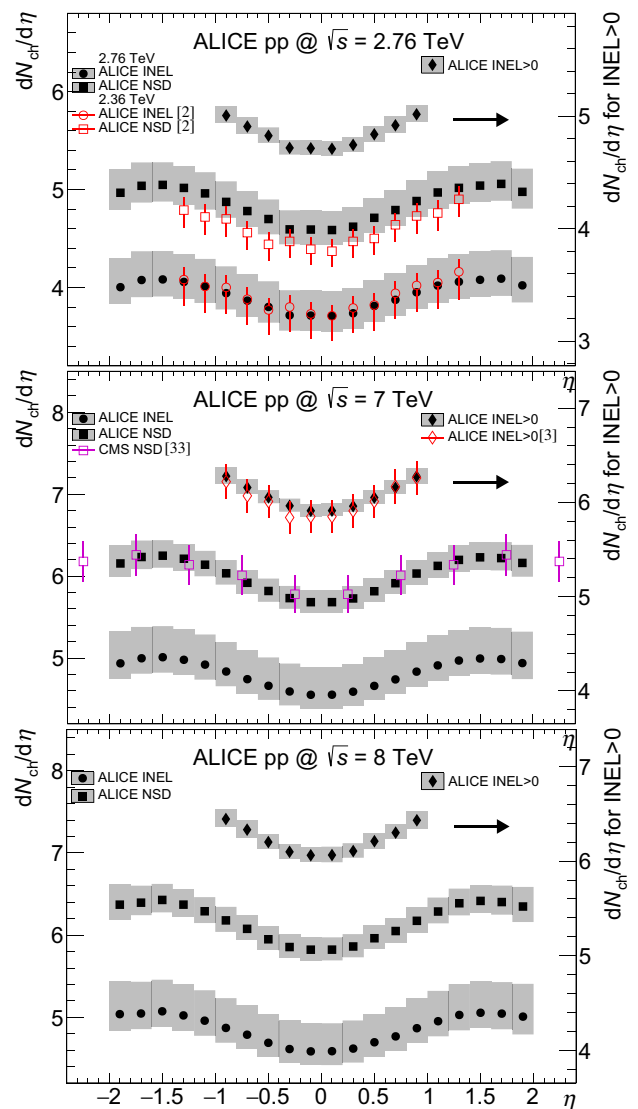 ALICE pp @ √s = 2.76 TeV
2.76 TeV
ALICE INEL
ALICE NSD
2.36 TeV
ALICE INEL [2]
ALICE NSD [2]
ALICE INEL>0
dN_ch/dη
6
5
4
dN_ch/dη for INEL>0
5
4
3
η
ALICE pp @ √s = 7 TeV
ALICE INEL
ALICE NSD
CMS NSD [33]
ALICE INEL>0
ALICE INEL>0[3]
dN_ch/dη
8
7
6
5
dN_ch/dη for INEL>0
7
6
5
4
η
ALICE pp @ √s = 8 TeV
ALICE INEL
ALICE NSD
ALICE INEL>0
dN_ch/dη
8
7
6
5
dN_ch/dη for INEL>0
7
6
5
4
−2 −1.5 −1 −0.5 0 0.5 1 1.5 2 η